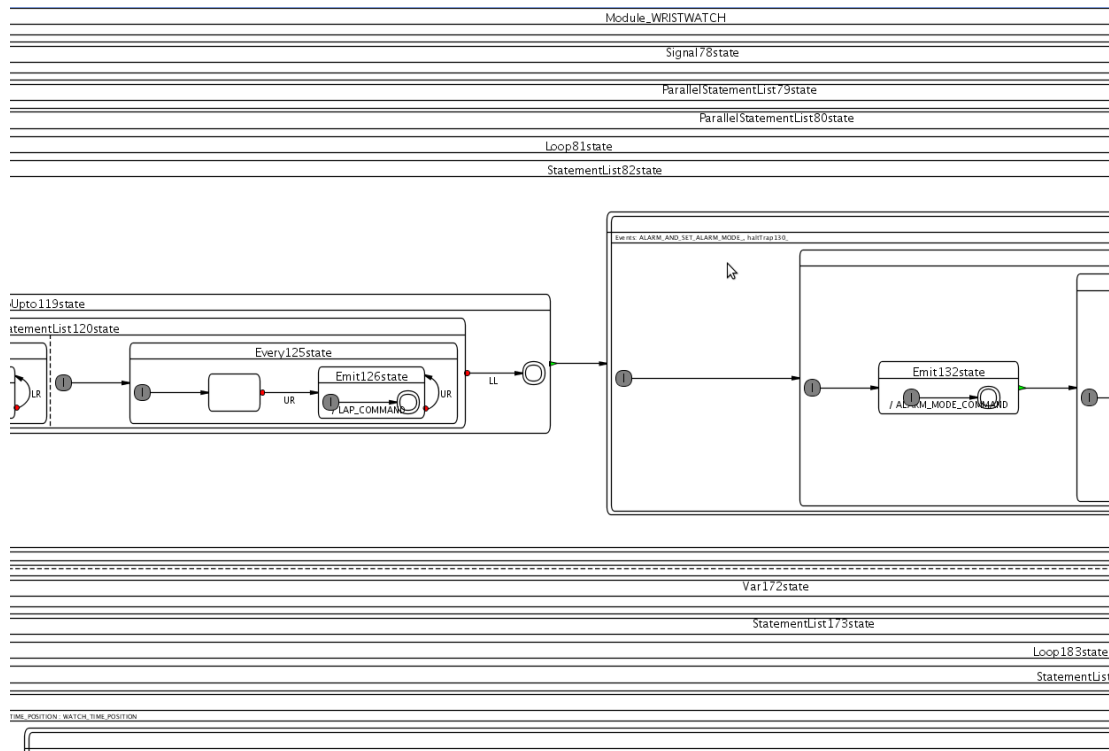 Module_WRISTWATCH
Signal78state
ParallelStatementList79state
ParallelStatementList80state
Loop81state
StatementList82state
Events: ALARM_AND_SET_ALARM_MODE_, haltTrap130_
Upto119state
atementList120state
Every125state
Emit126state
LR
I
I
UR
I
/ LAP_COMMAND
UR
LL
I
I
Emit132state
I
/ ALARM_MODE_COMMAND
I
Var172state
StatementList173state
Loop183state
StatementList
TIME_POSITION : WATCH_TIME_POSITION